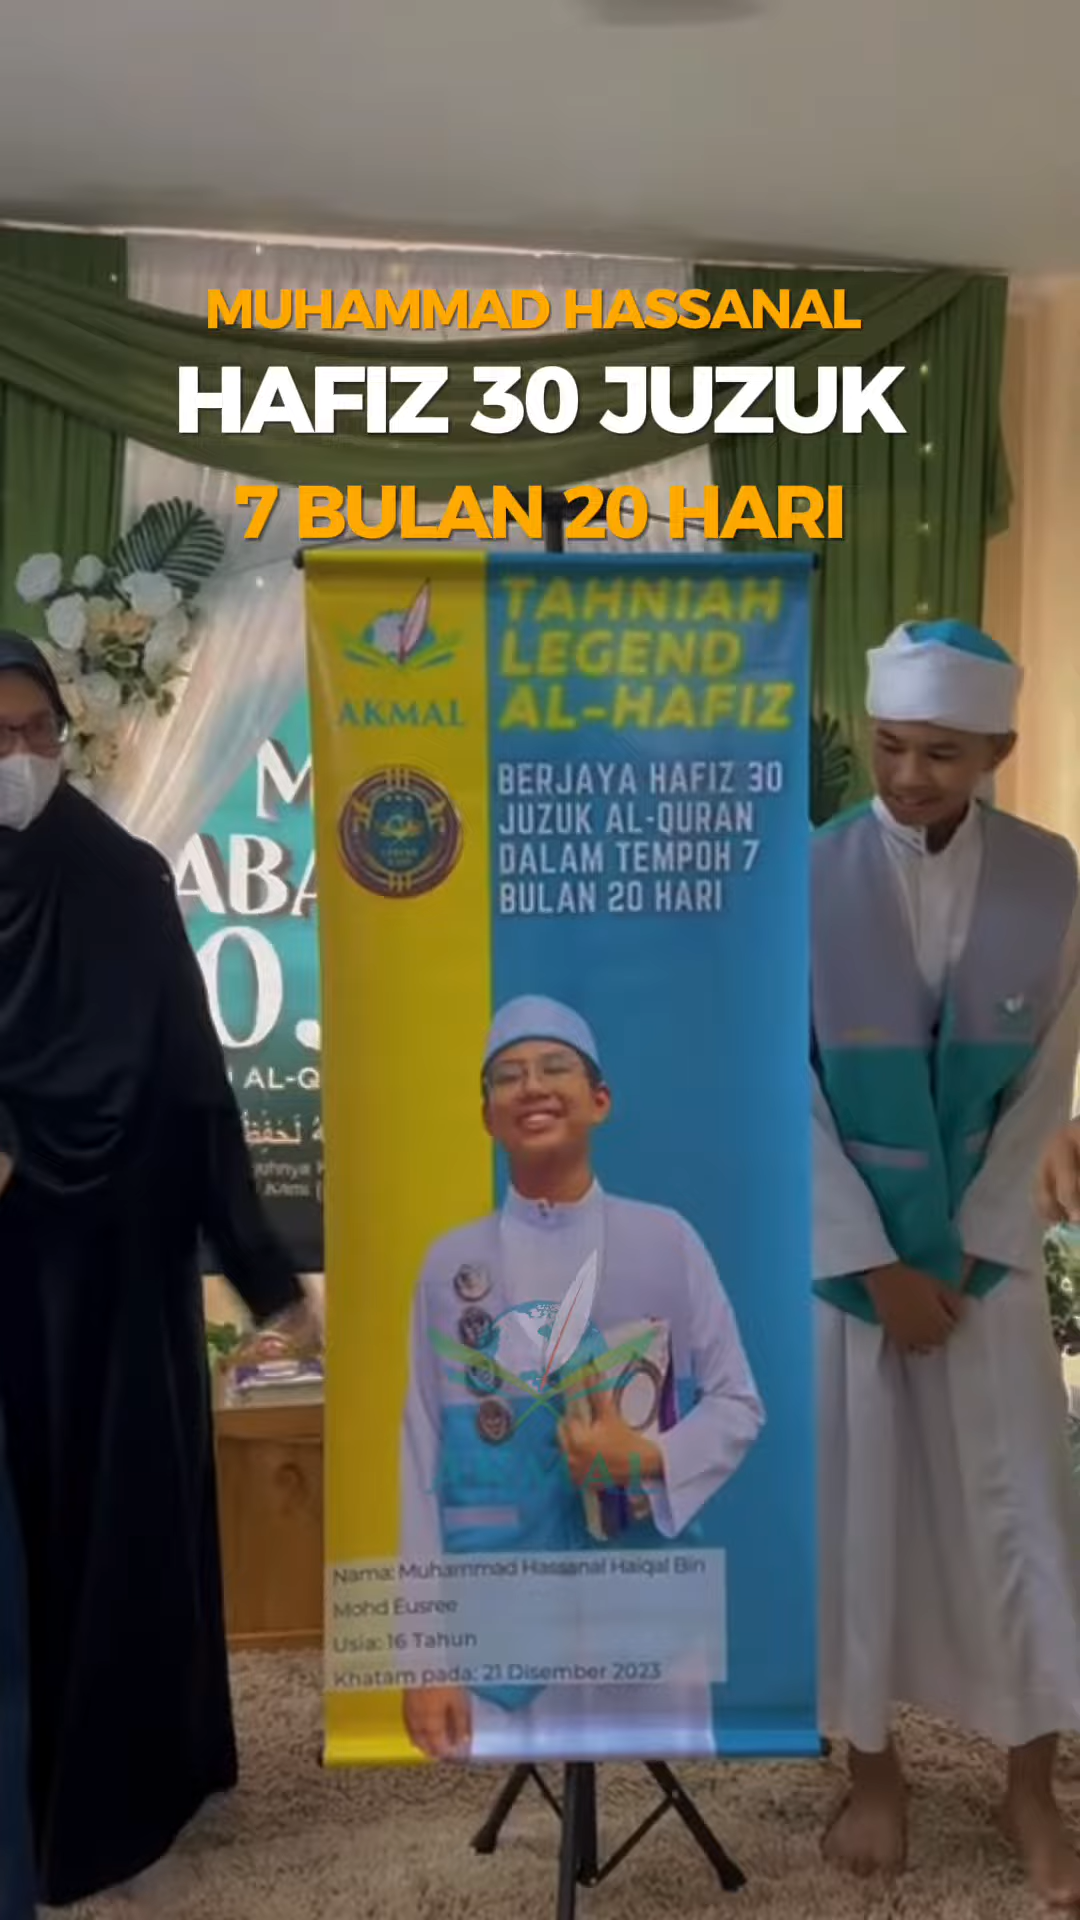 MUHAMMAD HASSANAL
HAFIZ 30 JUZUK
7 BULAN 20 HARI
AKMAL
TAHNIAH
LEGEND
AL-HAFIZ
BERJAYA HAFIZ 30
JUZUK AL-QURAN
DALAM TEMPOH 7
BULAN 20 HARI
AKMAL
Nama: Muhammad Hassanal Haiqal Bin
Mohd Eusree
Usia: 16 Tahun
Khatam pada: 21 Disember 2023